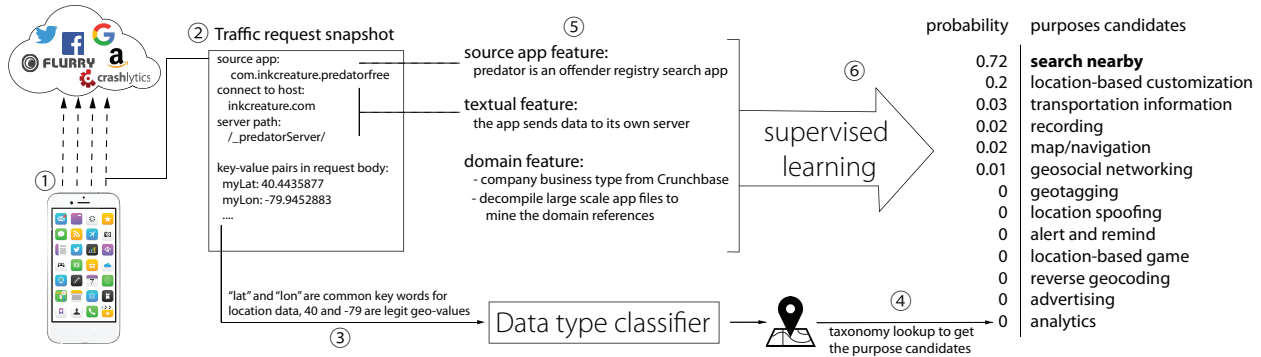 FLURRY
a
crashlytics
①
② Traffic request snapshot
source app:
com.inkcreature.predatorfree
connect to host:
inkcreature.com
server path:
/_predatorServer/
key-value pairs in request body:
myLat: 40.4435877
myLon: -79.9452883
....
"lat" and "lon" are common key words for
location data, 40 and -79 are legit geo-values
③
Data type classifier
④
taxonomy lookup to get
the purpose candidates
⑤
source app feature:
predator is an offender registry search app
textual feature:
the app sends data to its own server
domain feature:
- company business type from Crunchbase
- decompile large scale app files to
mine the domain references
⑥
supervised
learning
probability purposes candidates
0.72 search nearby
0.2 location-based customization
0.03 transportation information
0.02 recording
0.02 map/navigation
0.01 geosocial networking
0 geotagging
0 location spoofing
0 alert and remind
0 location-based game
0 reverse geocoding
0 advertising
0 analytics